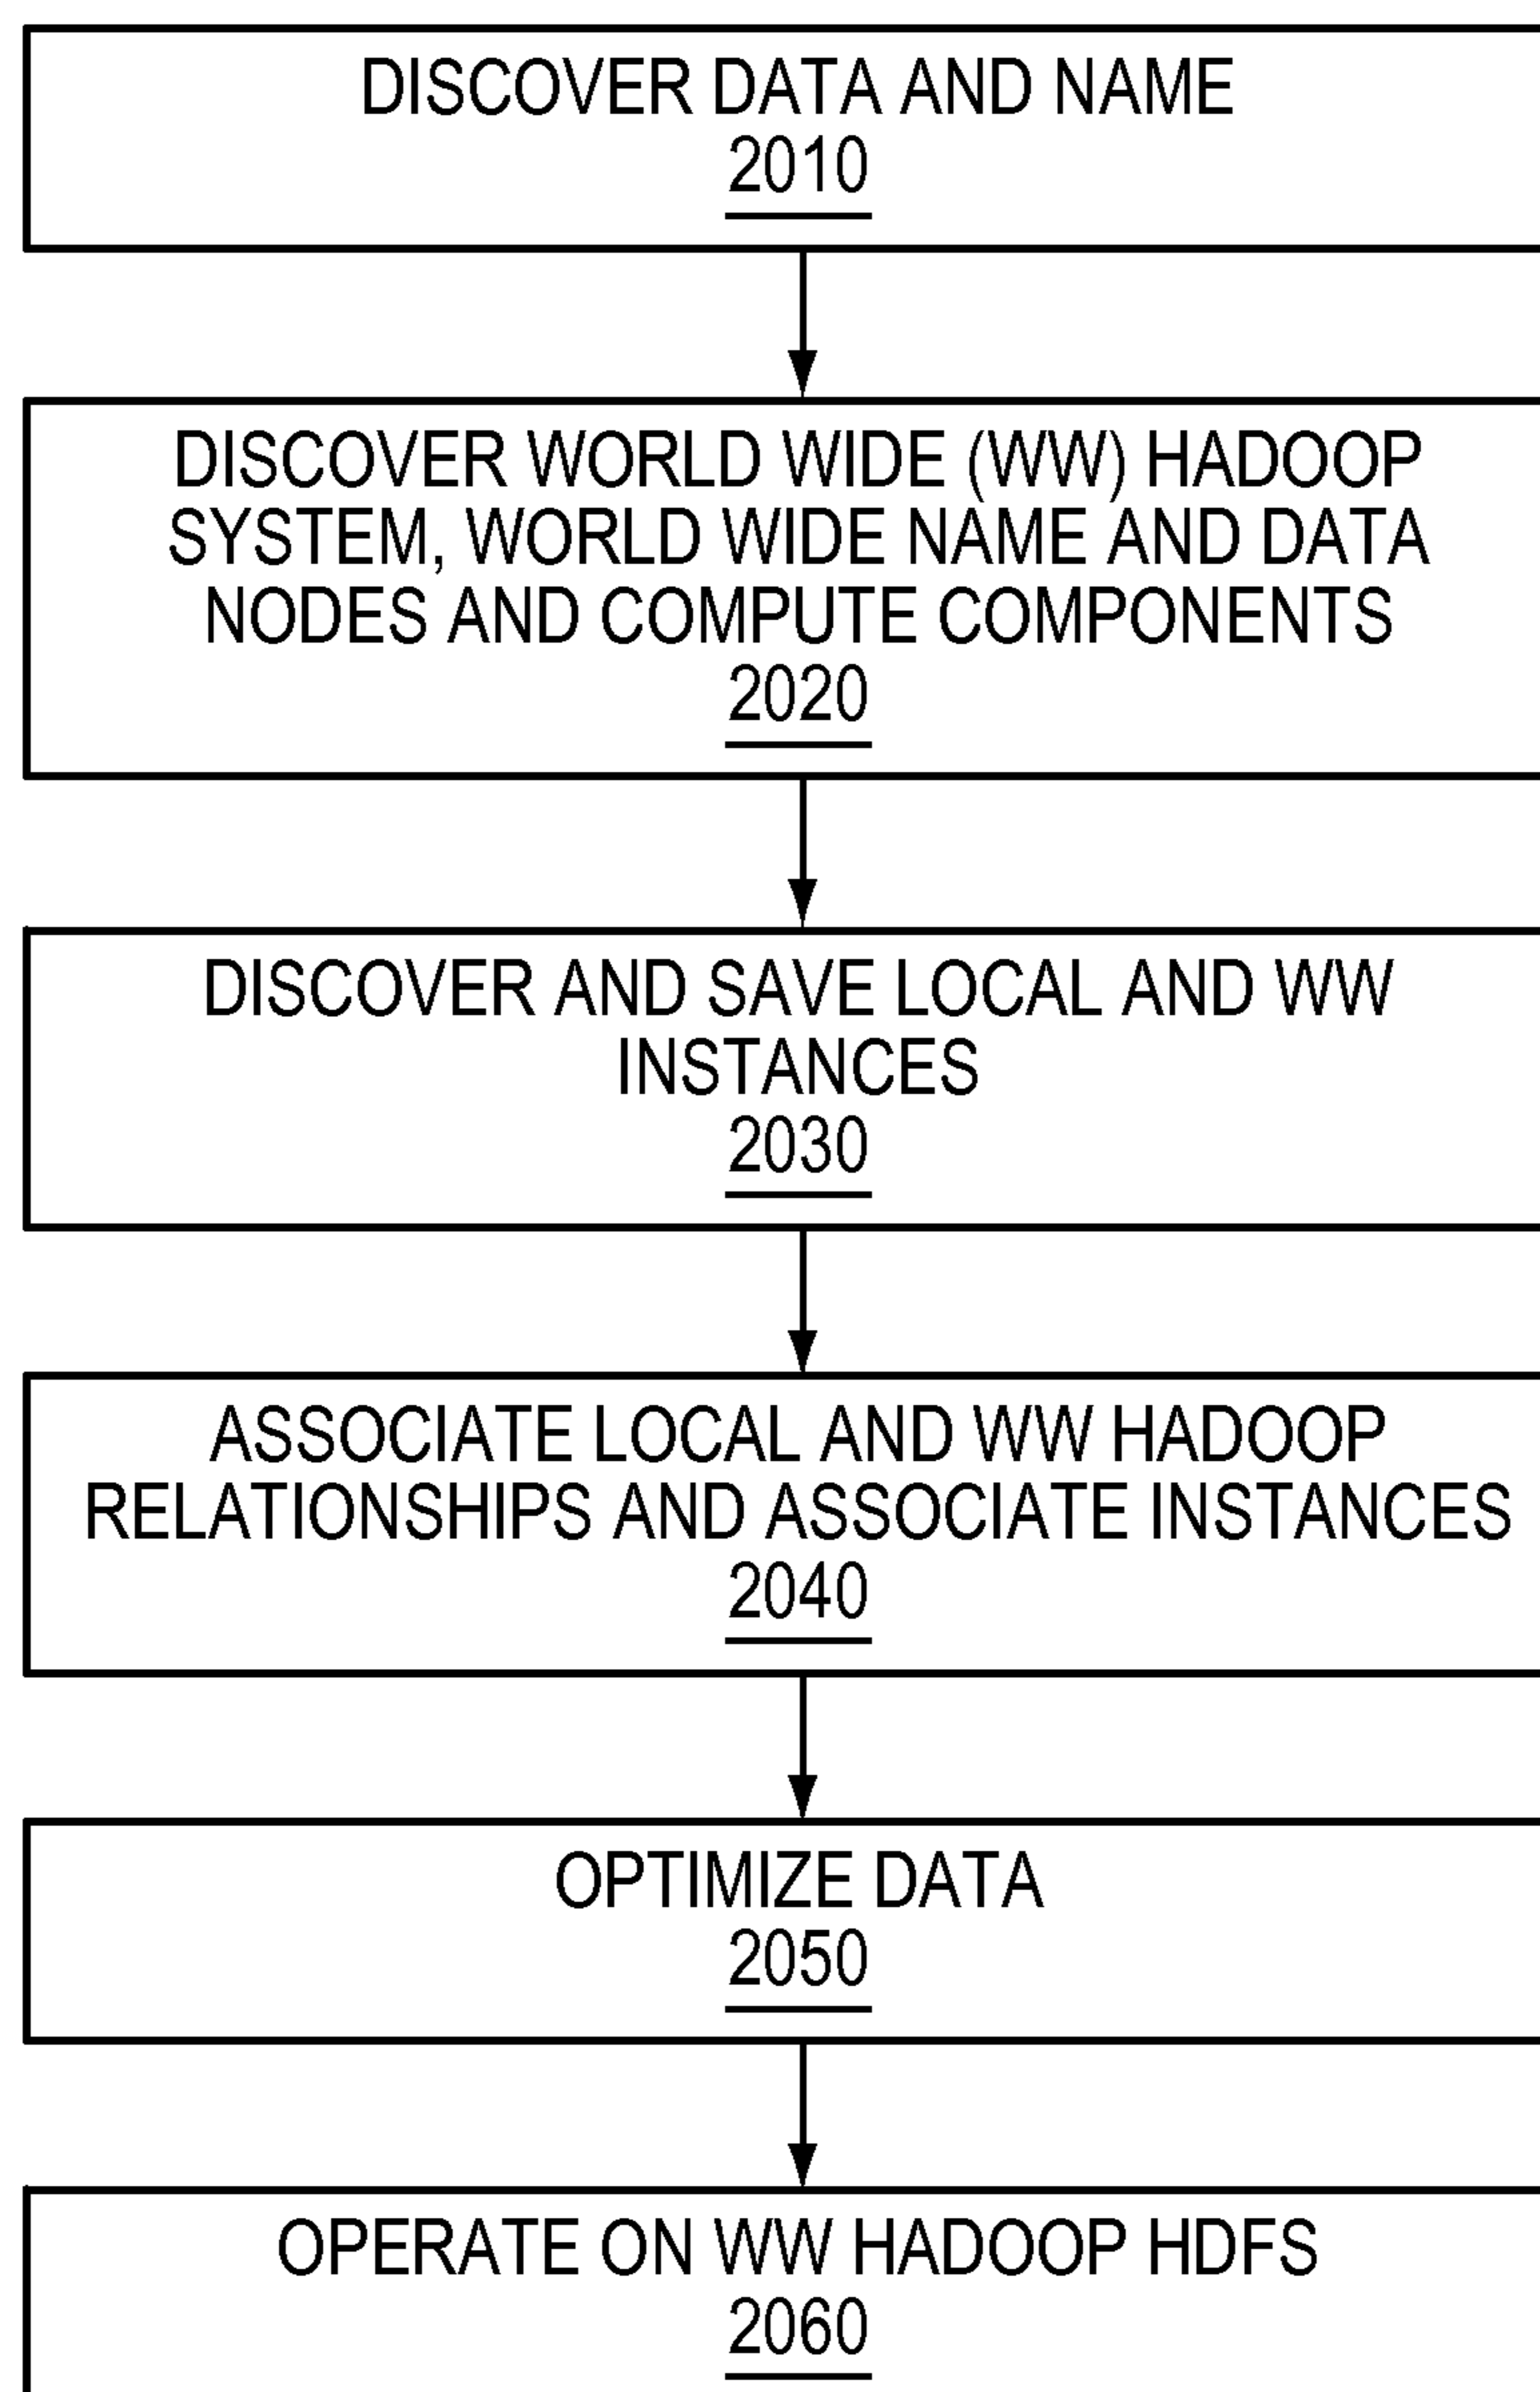 DISCOVER DATA AND NAME
2010
DISCOVER WORLD WIDE (WW) HADOOP
SYSTEM, WORLD WIDE NAME AND DATA
NODES, AND COMPUTE COMPONENTS
2020
DISCOVER AND SAVE LOCAL AND WW
INSTANCES
2030
ASSOCIATE LOCAL AND WW HADOOP
RELATIONSHIPS AND ASSOCIATE INSTANCES
2040
OPTIMIZE DATA
2050
OPERATE ON WW HADOOP HDFS
2060